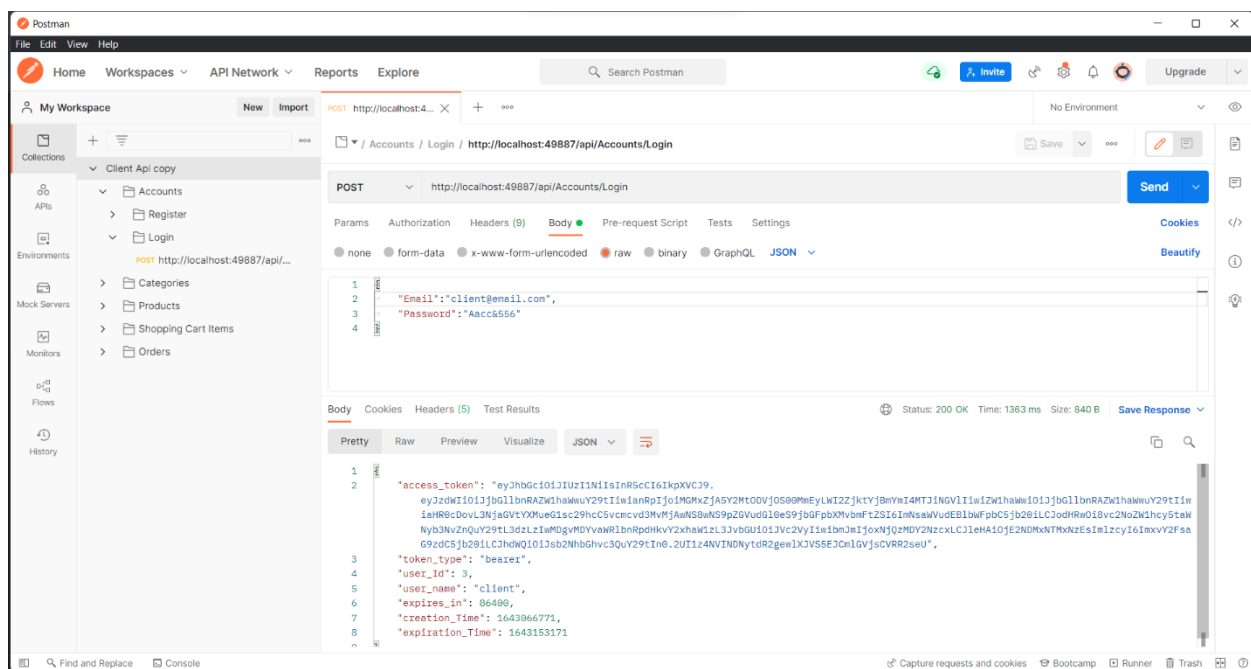 Postman
File Edit View Help
Home Workspaces API Network Reports Explore Search Postman Invite Upgrade
My Workspace New Import POST http://localhost:4... No Environment
Collections
APIs
Environments
Mock Servers
Monitors
Flows
History
Client Api copy
Accounts
Register
Login
POST http://localhost:49887/api/...
Categories
Products
Shopping Cart Items
Orders
/ Accounts / Login / http://localhost:49887/api/Accounts/Login Save
POST http://localhost:49887/api/Accounts/Login Send
Params Authorization Headers (9) Body Pre-request Script Tests Settings Cookies
none form-data x-www-form-urlencoded raw binary GraphQL JSON Beautify
1 {
2 "Email":"client@email.com",
3 "Password":"Aacc&556"
4 }
Body Cookies Headers (5) Test Results Status: 200 OK Time: 1363 ms Size: 840 B Save Response
Pretty Raw Preview Visualize JSON
1 {
2 "access_token": "eyJhbGciOiJIUzI1NiIsInR5cCI6IkpXVCJ9.
3 "token_type": "bearer",
4 "user_Id": 3,
5 "user_name": "client",
6 "expires_in": 86400,
7 "creation_Time": 1643066771,
8 "expiration_Time": 1643153171
Find and Replace Console Capture requests and cookies Bootcamp Runner Trash